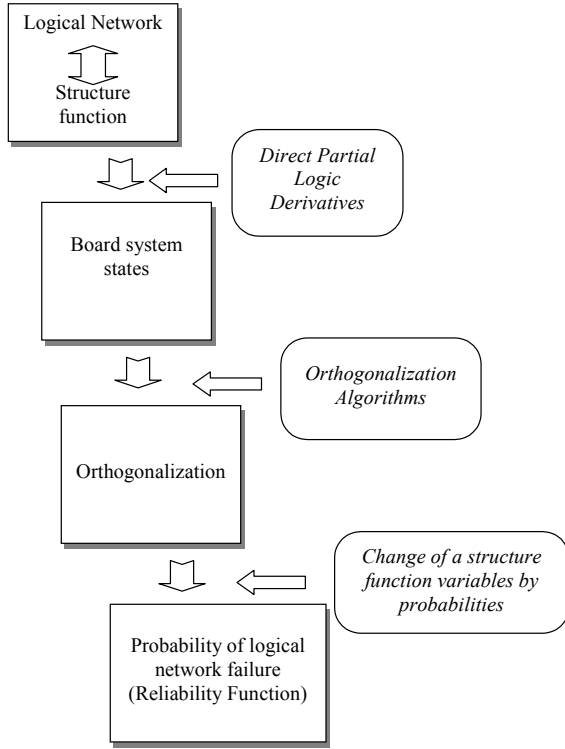 Logical Network
Structure
function
Direct Partial
Logic
Derivatives
Board system
states
Orthogonalization
Algorithms
Orthogonalization
Change of a structure
function variables by
probabilities
Probability of logical
network failure
(Reliability Function)